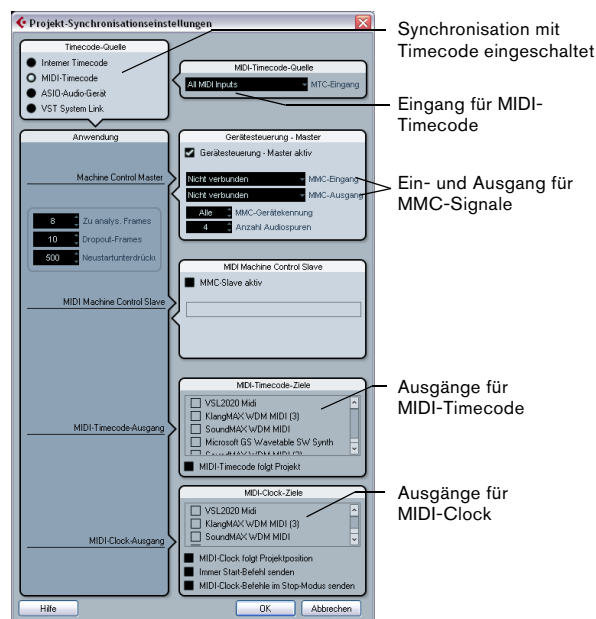 Projekt-Synchronisationseinstellungen
Timecode-Quelle
Interner Timecode
MIDI-Timecode
ASIO-Audio-Gerät
VST System Link
MIDI-Timecode-Quelle
All MIDI Inputs
MTC-Eingang
Anwendung
Machine Control Master
8 Zu analys. Frames
10 Dropout-Frames
500 Neustartunterdrückı
MIDI Machine Control Slave
MIDI-Timecode-Ausgang
MIDI-Clock-Ausgang
Gerätesteuerung - Master
Gerätesteuerung - Master aktiv
Nicht verbunden MMC-Eingang
Nicht verbunden MMC-Ausgang
Alle MMC-Gerätekennung
4 Anzahl Audiospuren
MIDI Machine Control Slave
MMC-Slave aktiv
MIDI-Timecode-Ziele
VSL2020 Midi
KlangMAX WDM MIDI (3)
SoundMAX WDM MIDI
Microsoft GS Wavetable SW Synth
SoundMAX WDM MIDI (2)
MIDI-Timecode folgt Projekt
MIDI-Clock-Ziele
VSL2020 Midi
KlangMAX WDM MIDI (3)
SoundMAX WDM MIDI
MIDI-Clock folgt Projektposition
Immer Start-Befehl senden
MIDI-Clock-Befehle im Stop-Modus senden
Hilfe
OK
Abbrechen
Synchronisation mit
Timecode eingeschaltet
Eingang für MIDI-
Timecode
Ein- und Ausgang für
MMC-Signale
Ausgänge für
MIDI-Timecode
Ausgänge für
MIDI-Clock